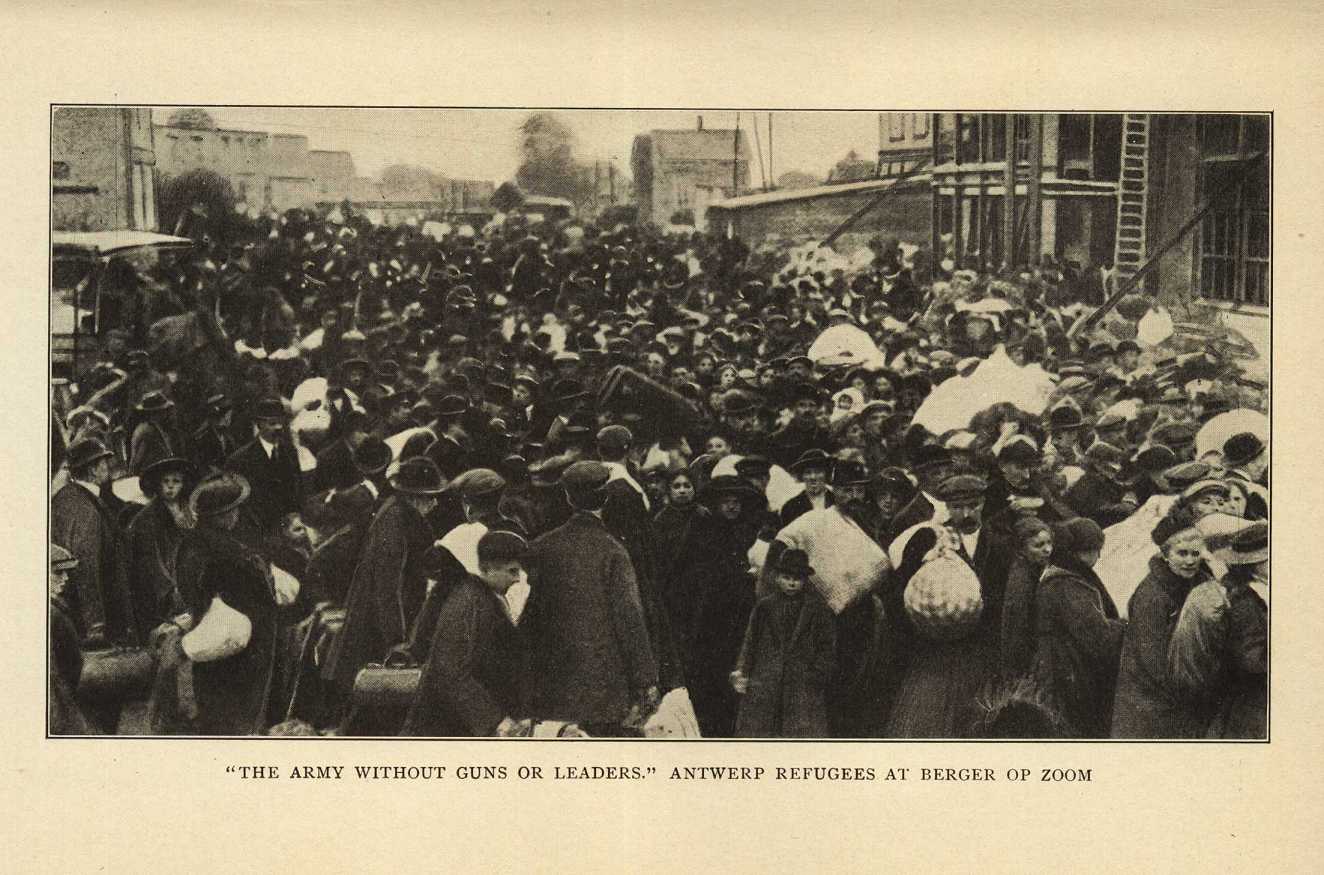 “THE ARMY WITHOUT GUNS OR LEADERS.” ANTWERP REFUGEES AT BERGER OP ZOOM